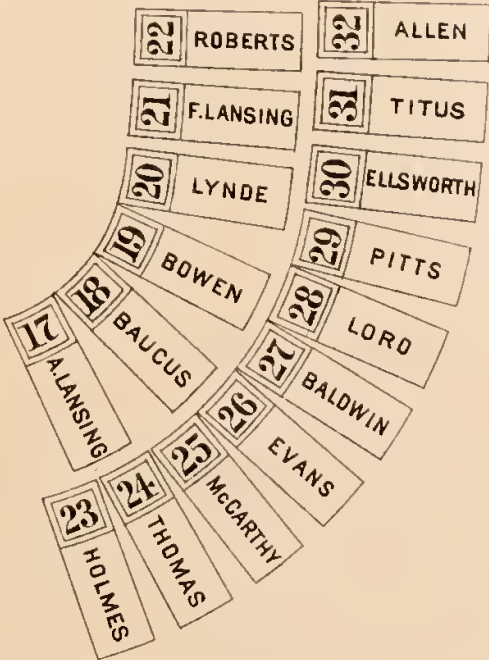 22 ROBERTS
21 F. LANSING
20 LYNDE
19 BOWEN
18 BAUCUS
17 A. LANSING
32 ALLEN
31 TITUS
30 ELLSWORTH
29 PITTS
28 LORD
27 BALDWIN
26 EVANS
25 McCARTHY
24 THOMAS
23 HOLMES